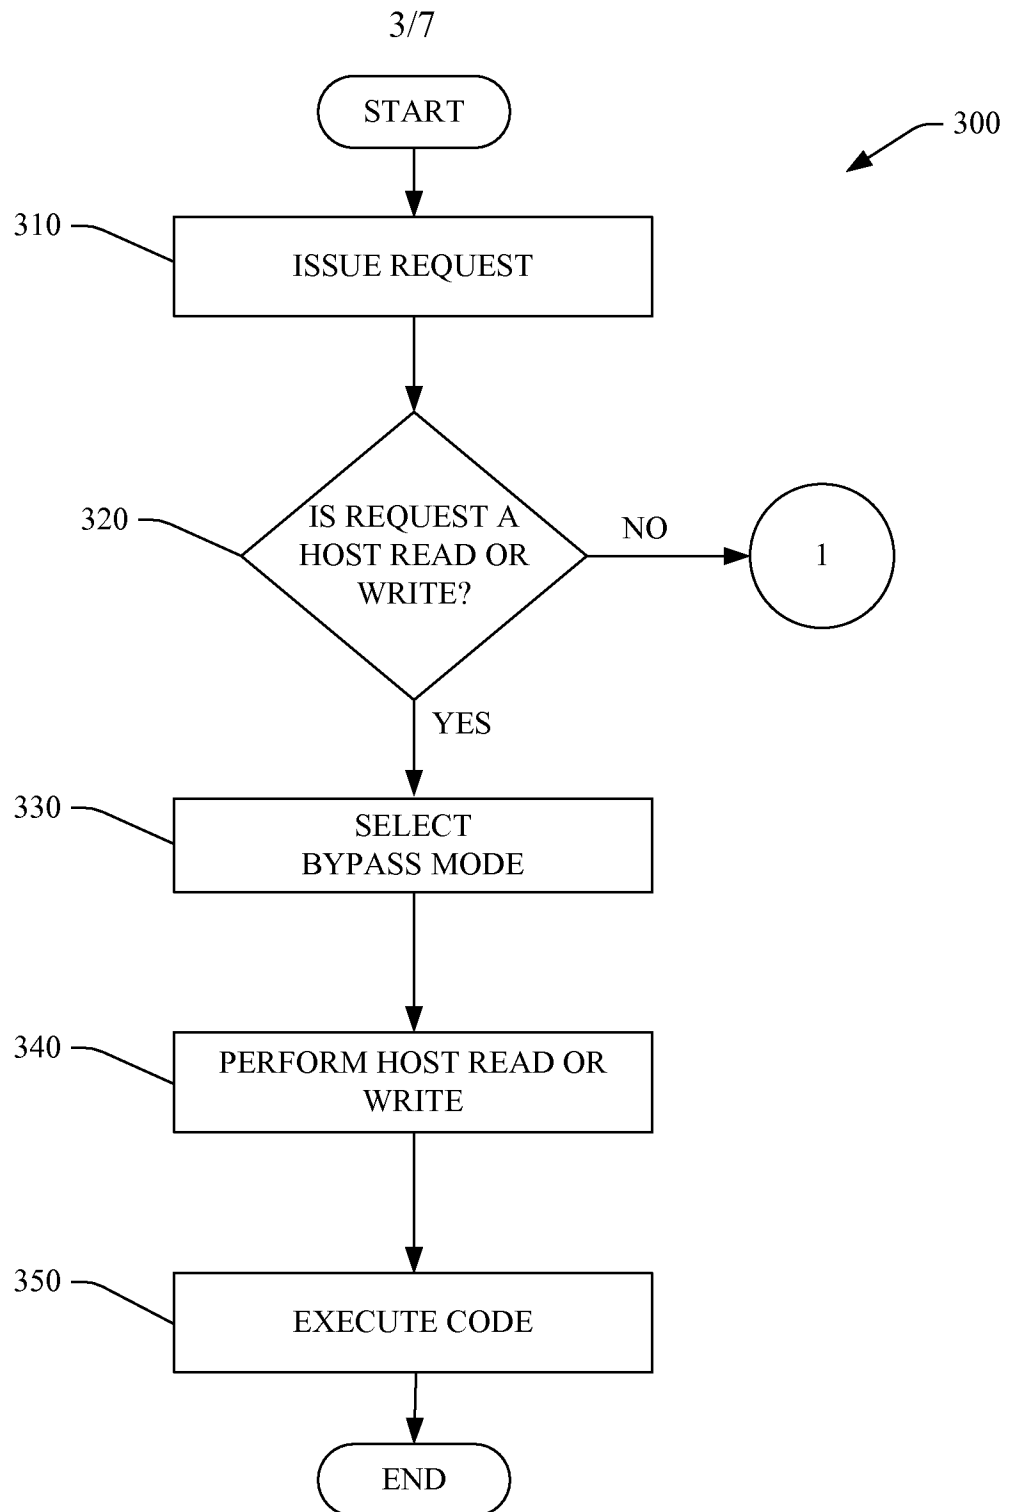 3/7
START
300
310
ISSUE REQUEST
320
IS REQUEST A
HOST READ OR
WRITE?
NO
1
YES
330
SELECT
BYPASS MODE
340
PERFORM HOST READ OR
WRITE
350
EXECUTE CODE
END